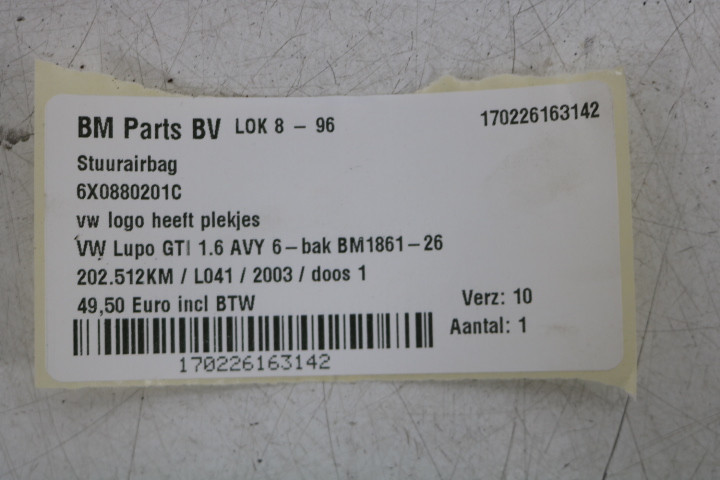 BM Parts BV LOK 8 - 96 170226163142
Stuurairbag
6X0880201C
vw logo heeft plekjes
VW Lupo GTI 1.6 AVY 6-bak BM1861-26
202.512KM / L041 / 2003 / doos 1
49,50 Euro incl BTW Verz: 10
Aantal: 1
170226163142